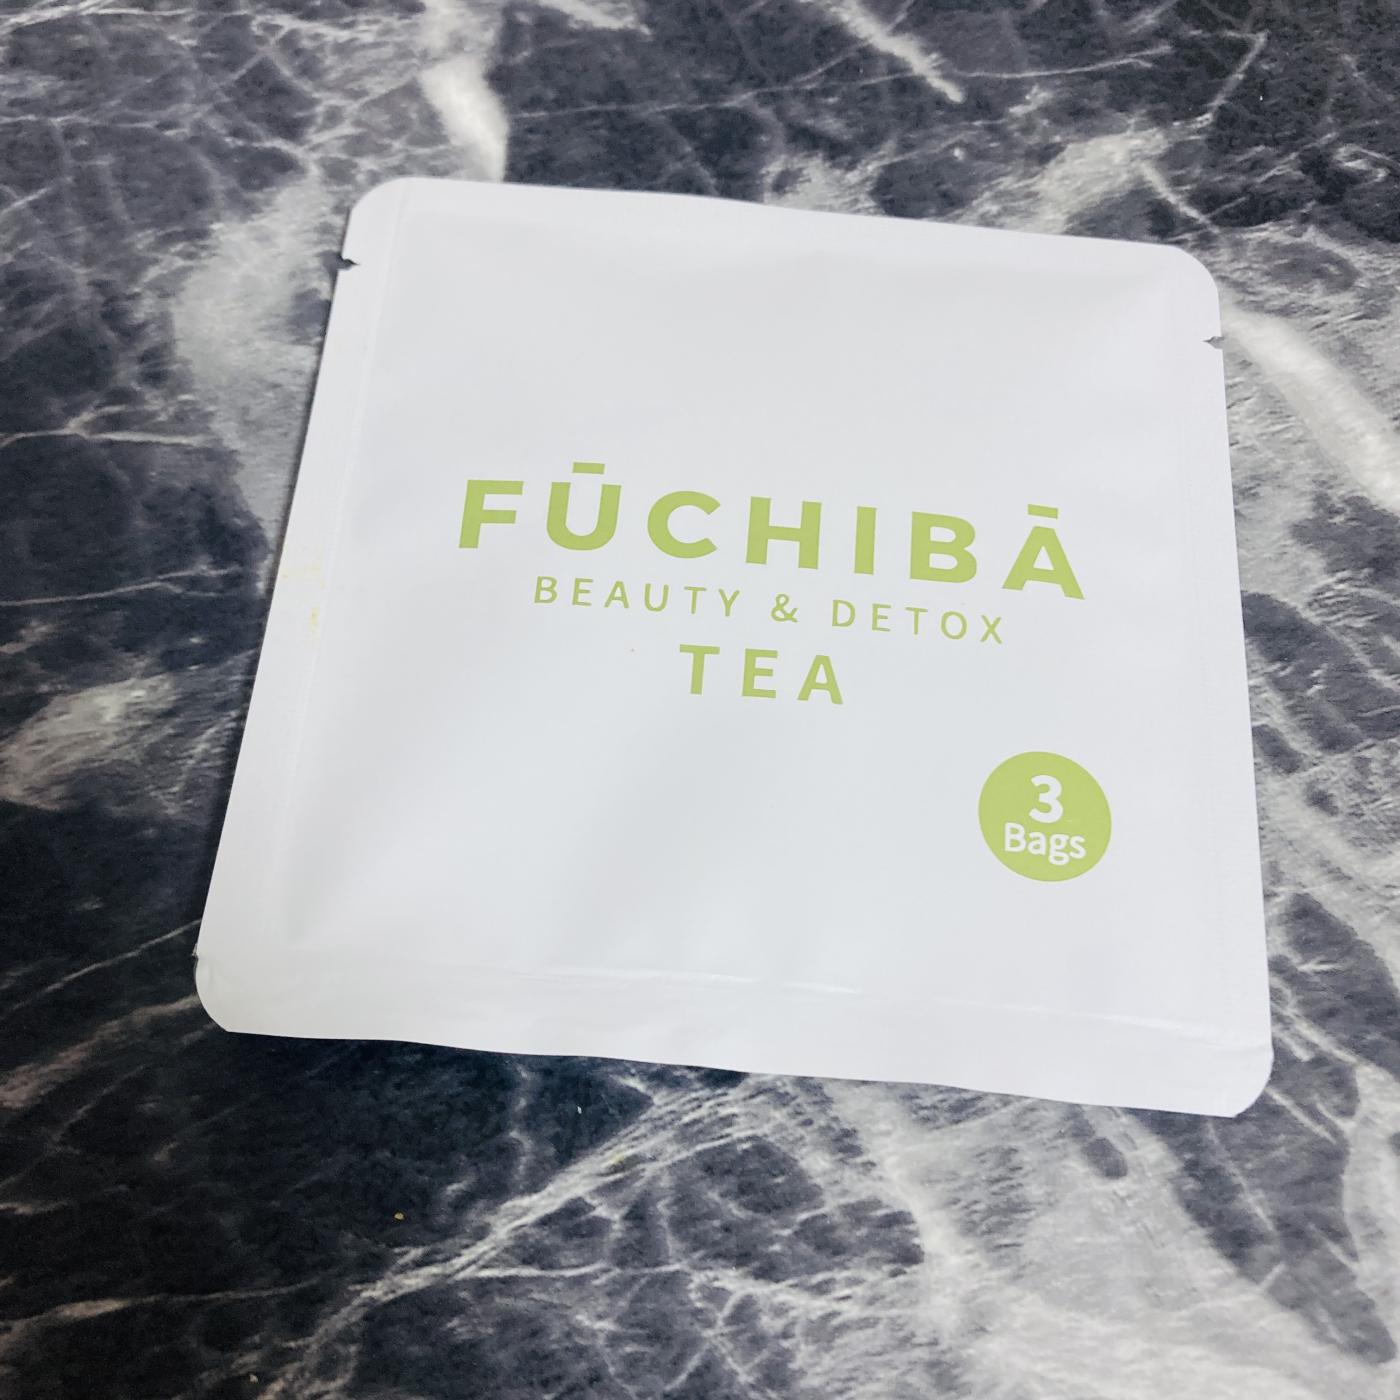 FŪCHIBĀ
BEAUTY & DETOX
TEA
3
Bags